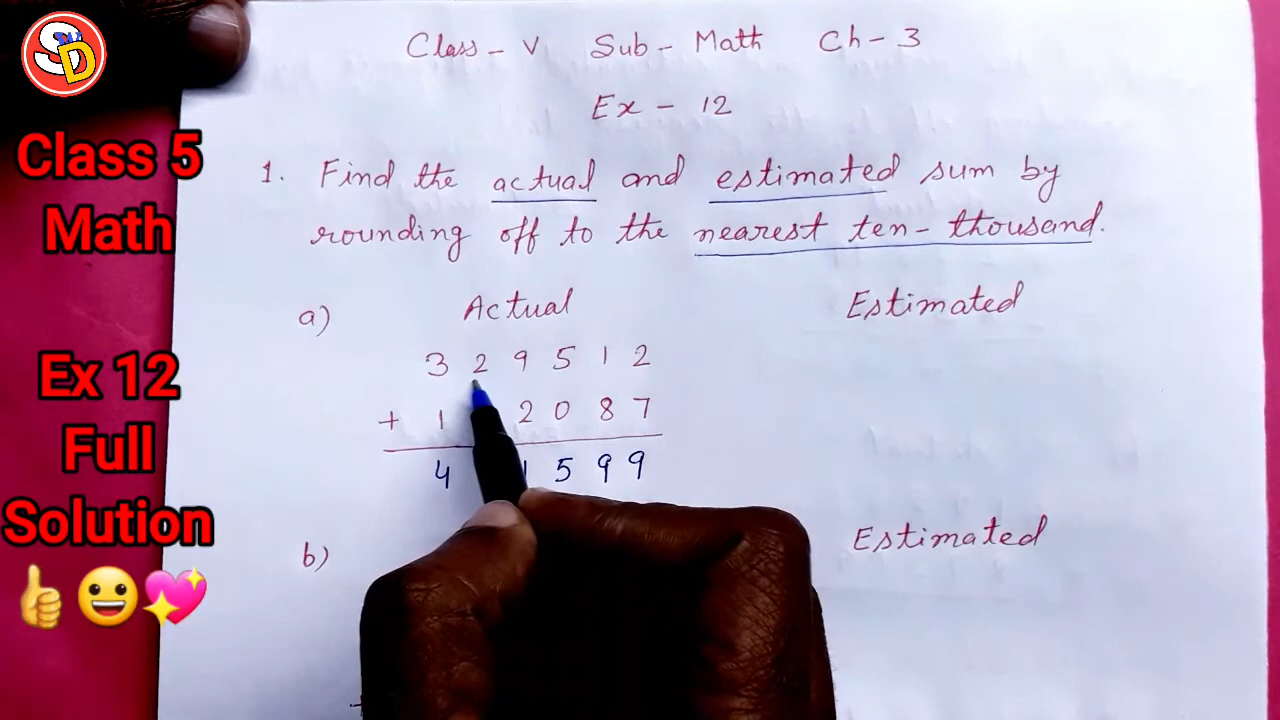 SD
Class - V Sub - Math Ch - 3
Ex - 12
Class 5
Math
Ex 12
Full
Solution
1. Find the actual and estimated sum by
rounding off to the nearest ten - thousand.
a) Actual Estimated
3 2 9 5 1 2
+ 1 2 0 8 7
4 1 5 9 9
b) Estimated